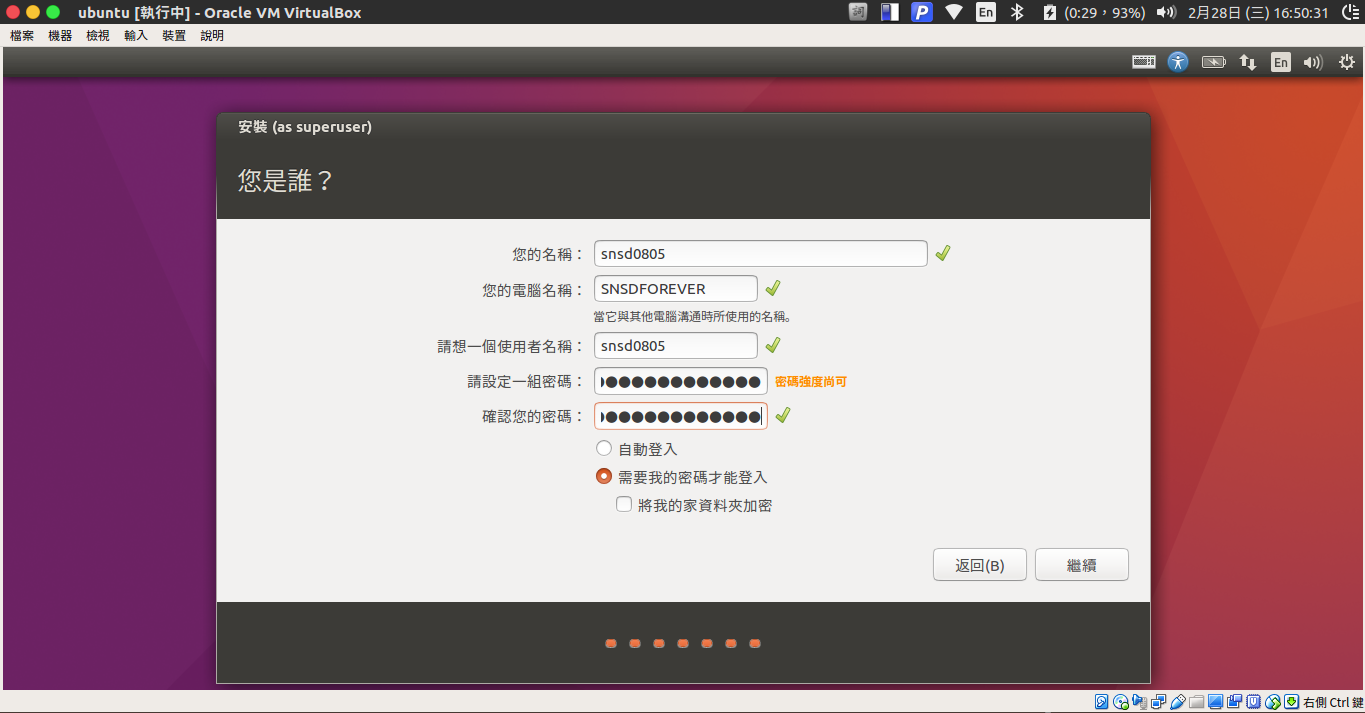 ubuntu [執行中] - Oracle VM VirtualBox
En (0:29，93%) 2月28日 (三) 16:50:31
檔案 機器 檢視 輸入 裝置 說明
En
安裝 (as superuser)
您是誰？
您的名稱： snsd0805
您的電腦名稱： SNSDFOREVER
當它與其他電腦溝通時所使用的名稱。
請想一個使用者名稱： snsd0805
請設定一組密碼： 密碼強度尚可
確認您的密碼：
自動登入
需要我的密碼才能登入
將我的家資料夾加密
返回(B) 繼續
右側 Ctrl 鍵